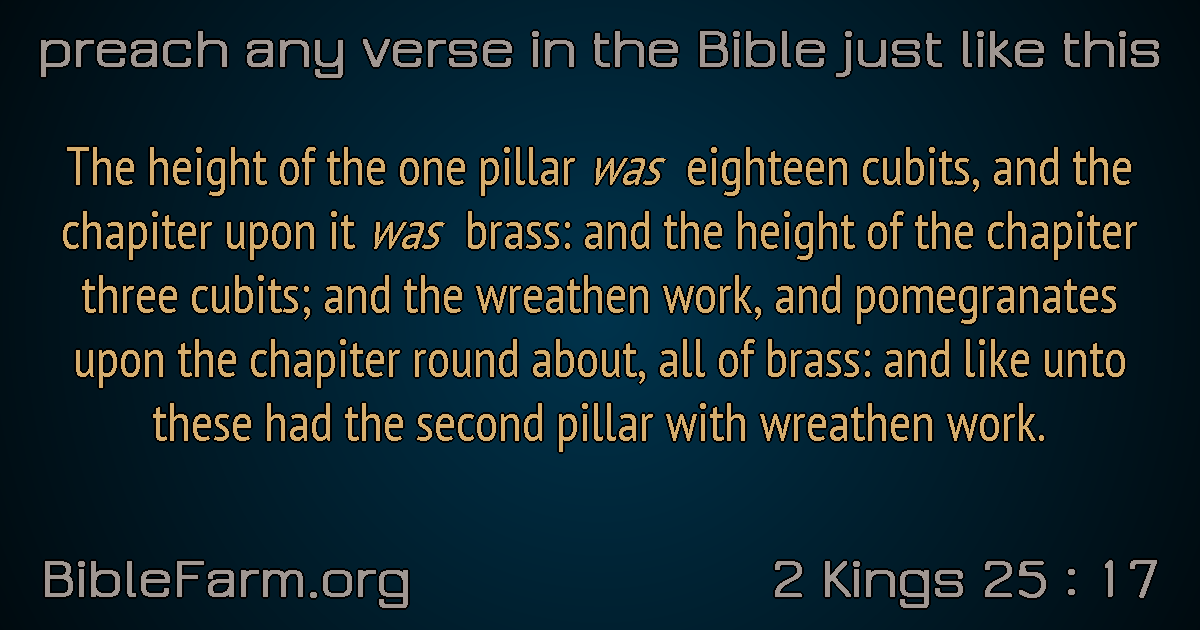 preach any verse in the Bible just like this
The height of the one pillar was eighteen cubits, and the
chapiter upon it was brass: and the height of the chapiter
three cubits; and the wreathen work, and pomegranates
upon the chapiter round about, all of brass: and like unto
these had the second pillar with wreathen work.
BibleFarm.org
2 Kings 25 : 17